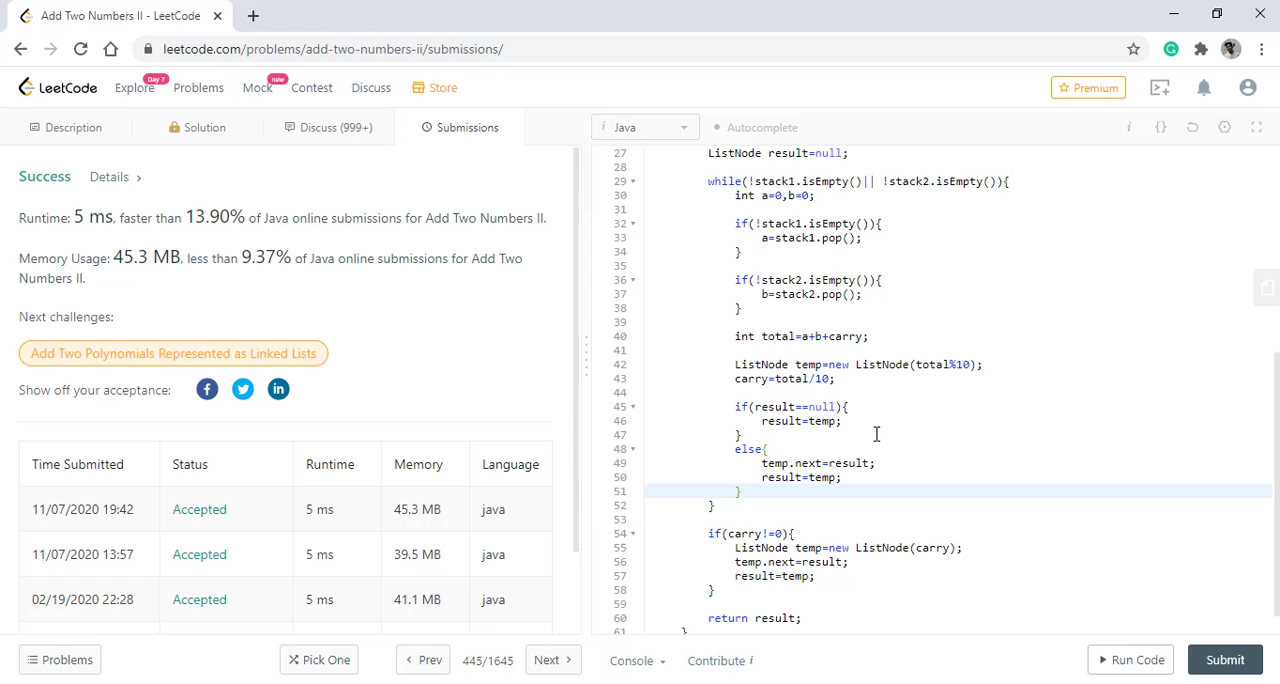 Add Two Numbers II - LeetCode
leetcode.com/problems/add-two-numbers-ii/submissions/
LeetCode Explore Day 7 Problems Mock new Contest Discuss Store Premium
Description Solution Discuss (999+) Submissions
i Java Autocomplete i {}
Success Details
Runtime: 5 ms, faster than 13.90% of Java online submissions for Add Two Numbers II.
Memory Usage: 45.3 MB, less than 9.37% of Java online submissions for Add Two
Numbers II.
Next challenges:
Add Two Polynomials Represented as Linked Lists
Show off your acceptance:
Time Submitted Status Runtime Memory Language
11/07/2020 19:42 Accepted 5 ms 45.3 MB java
11/07/2020 13:57 Accepted 5 ms 39.5 MB java
02/19/2020 22:28 Accepted 5 ms 41.1 MB java
27 ListNode result=null;
28
29 while(!stack1.isEmpty()|| !stack2.isEmpty()){
30 int a=0,b=0;
31
32 if(!stack1.isEmpty()){
33 a=stack1.pop();
34 }
35
36 if(!stack2.isEmpty()){
37 b=stack2.pop();
38 }
39
40 int total=a+b+carry;
41
42 ListNode temp=new ListNode(total%10);
43 carry=total/10;
44
45 if(result==null){
46 result=temp;
47 }
48 else{
49 temp.next=result;
50 result=temp;
51 }
52 }
53
54 if(carry!=0){
55 ListNode temp=new ListNode(carry);
56 temp.next=result;
57 result=temp;
58 }
59
60 return result;
61 }
Problems Pick One Prev 445/1645 Next Console Contribute i Run Code Submit